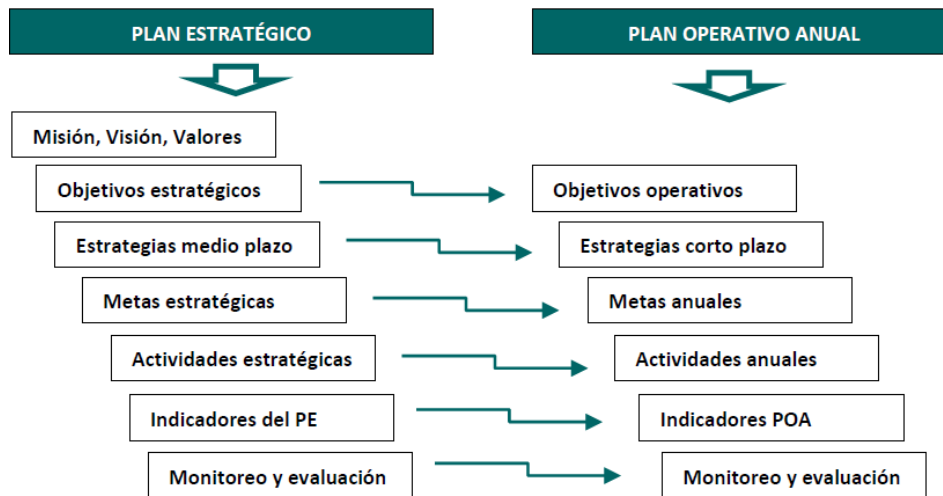 PLAN ESTRATÉGICO
PLAN OPERATIVO ANUAL
Misión, Visión, Valores
Objetivos estratégicos
Objetivos operativos
Estrategias medio plazo
Estrategias corto plazo
Metas estratégicas
Metas anuales
Actividades estratégicas
Actividades anuales
Indicadores del PE
Indicadores POA
Monitoreo y evaluación
Monitoreo y evaluación